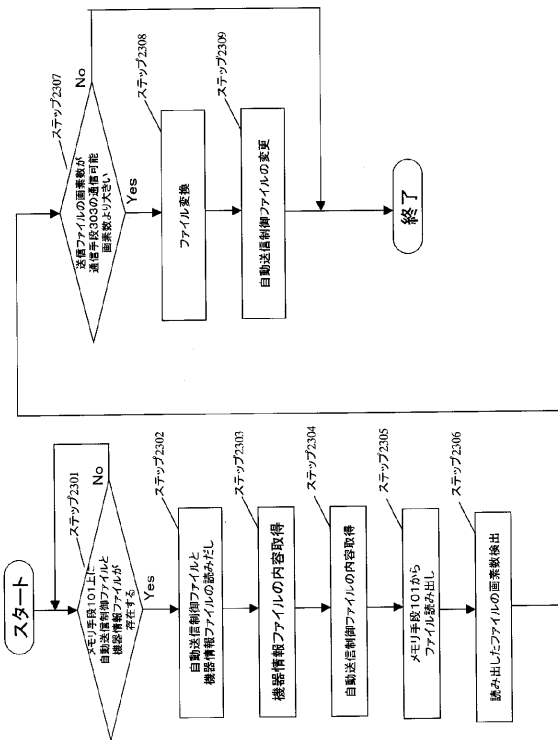 スタート
ステップ2301
メモリ手段101上に
自動送信制御ファイルと
機器情報ファイルが
存在する
No
Yes
ステップ2302
自動送信制御ファイルと
機器情報ファイルの読みだし
ステップ2303
機器情報ファイルの内容取得
ステップ2304
自動送信制御ファイルの内容取得
ステップ2305
メモリ手段101から
ファイル読み出し
ステップ2306
読み出したファイルの画素数検出
ステップ2307
送信ファイルの画素数が
通信手段303の通信可能
画素数より大きい
No
Yes
ステップ2308
ファイル変換
ステップ2309
自動送信制御ファイルの変更
終了